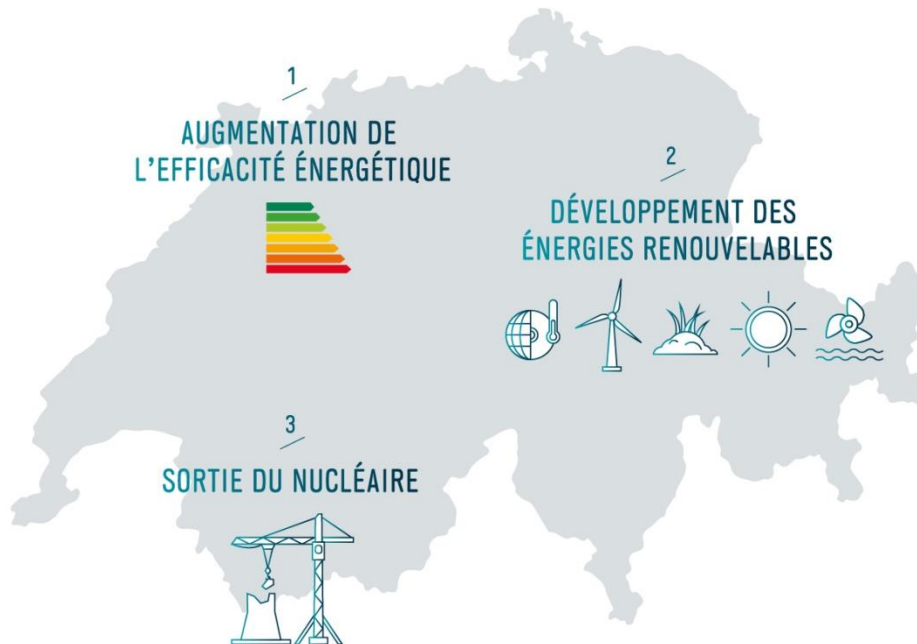 1
AUGMENTATION DE
L'EFFICACITÉ ÉNERGÉTIQUE
2
DÉVELOPPEMENT DES
ÉNERGIES RENOUVELABLES
3
SORTIE DU NUCLÉAIRE